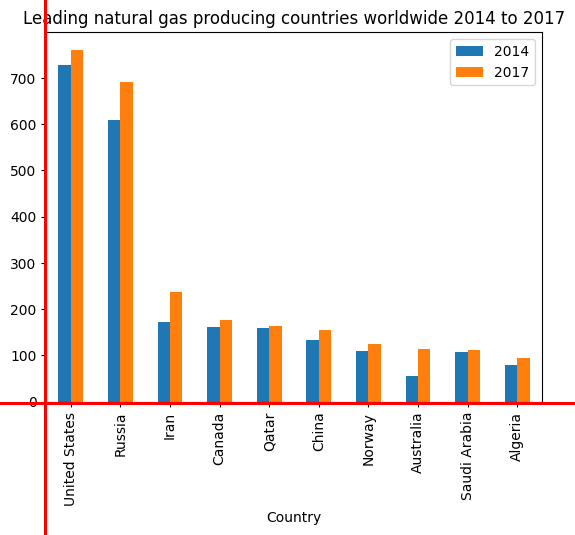 Leading natural gas producing countries worldwide 2014 to 2017
2014
2017
700
600
500
400
300
200
100
0
United States
Russia
Iran
Canada
Qatar
China
Norway
Australia
Saudi Arabia
Algeria
Country